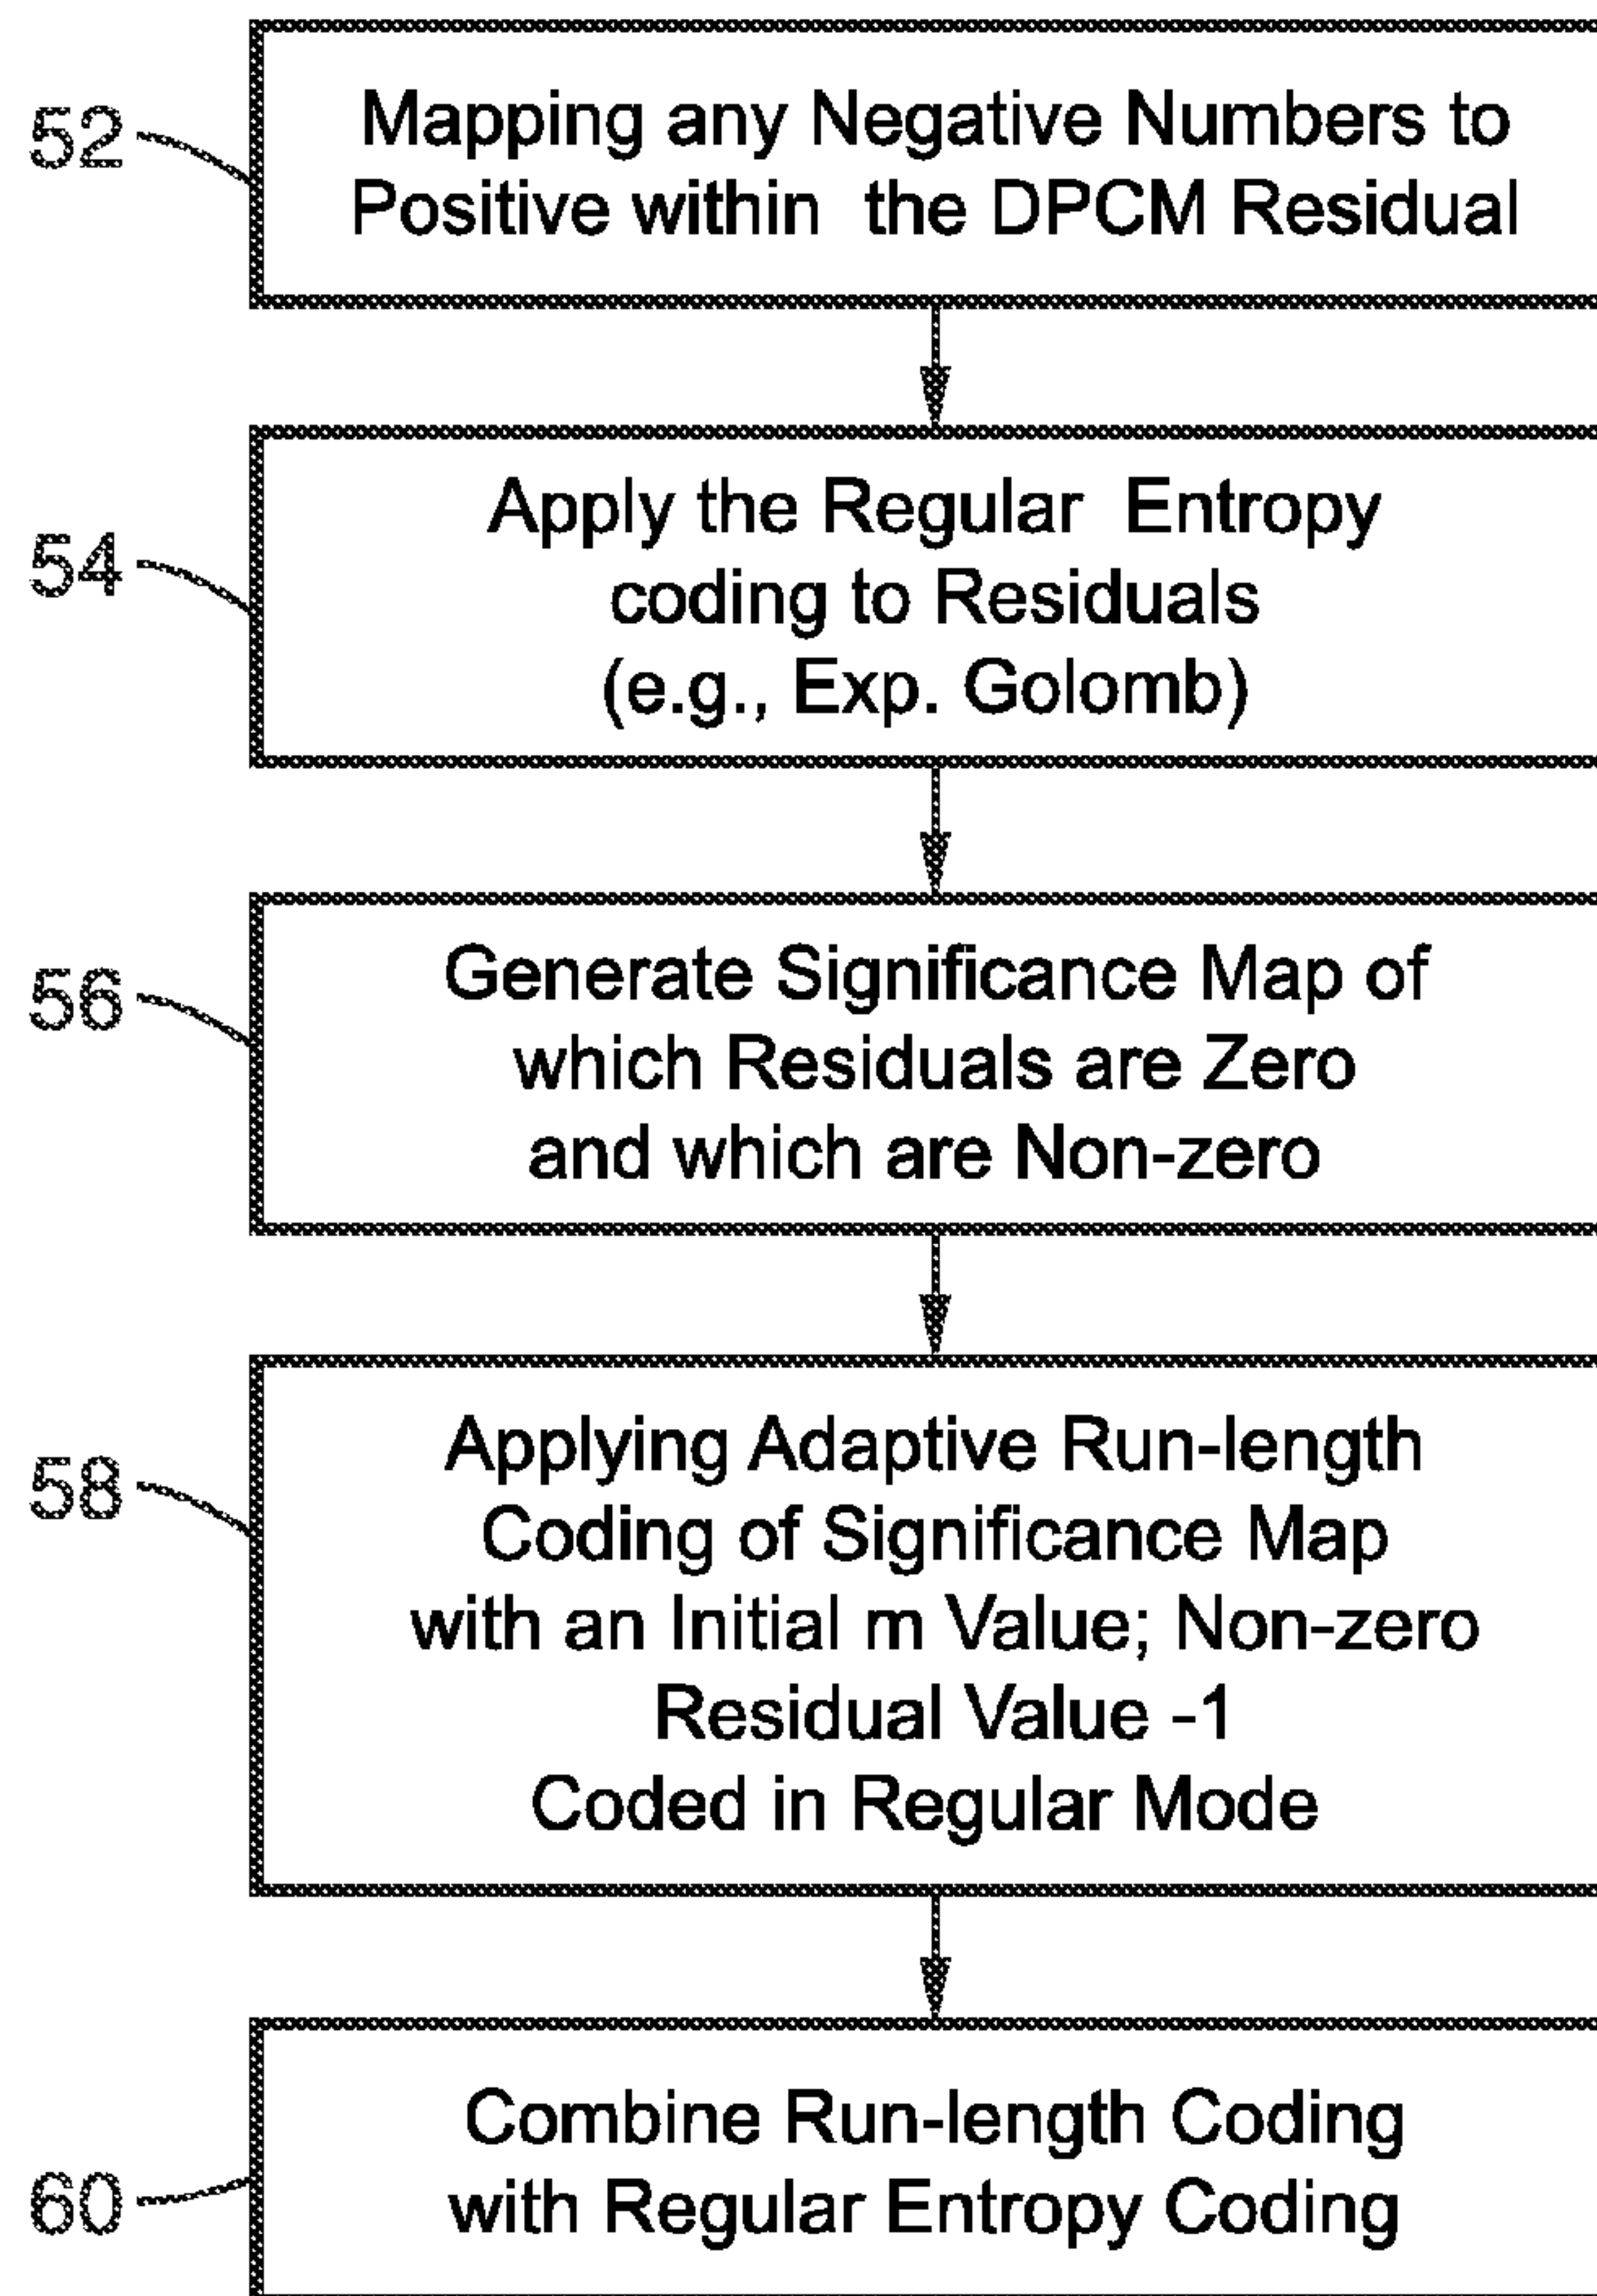 52
Mapping any Negative Numbers to
Positive within the DPCM Residual
54
Apply the Regular Entropy
coding to Residuals
(e.g., Exp. Golomb)
56
Generate Significance Map of
which Residuals are Zero
and which are Non-zero
58
Applying Adaptive Run-length
Coding of Significance Map
with an Initial m Value; Non-zero
Residual Value -1
Coded in Regular Mode
60
Combine Run-length Coding
with Regular Entropy Coding